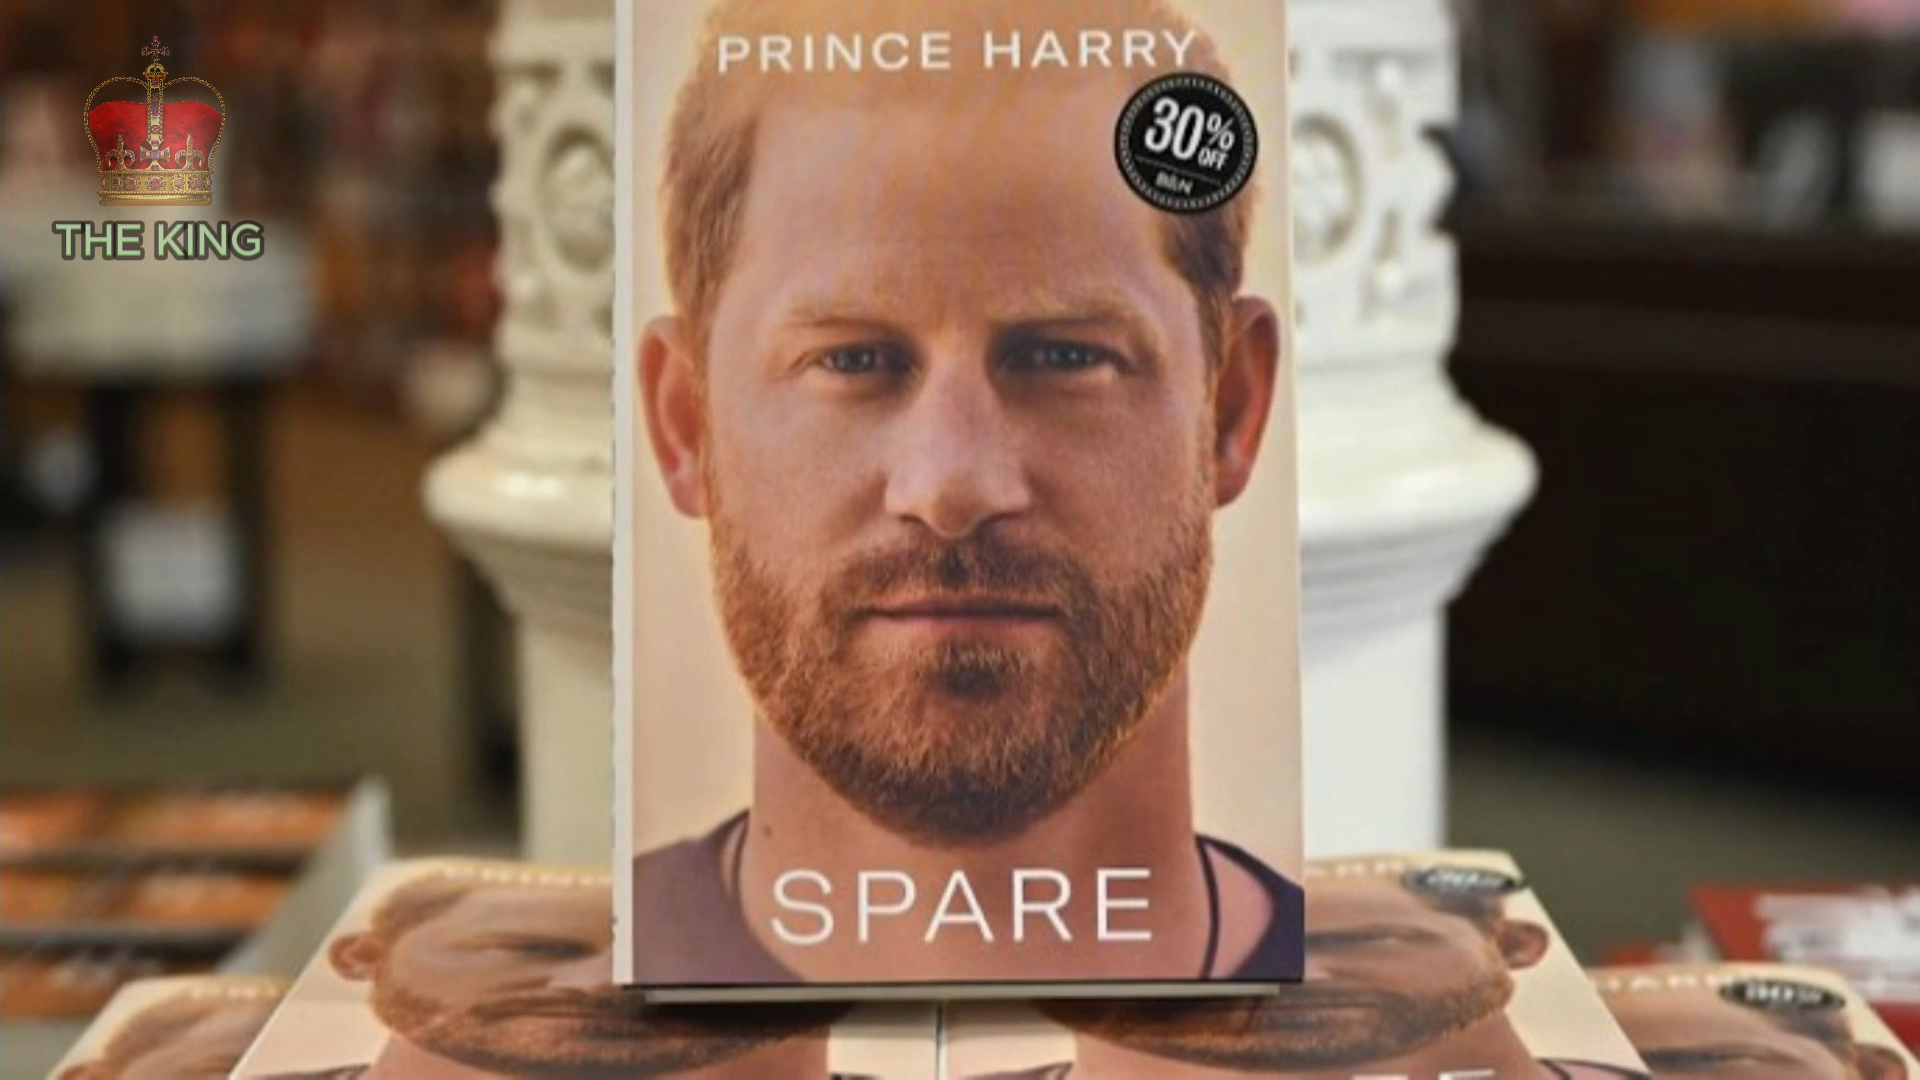 THE KING
PRINCE HARRY
30%
OFF
B&N
SPARE